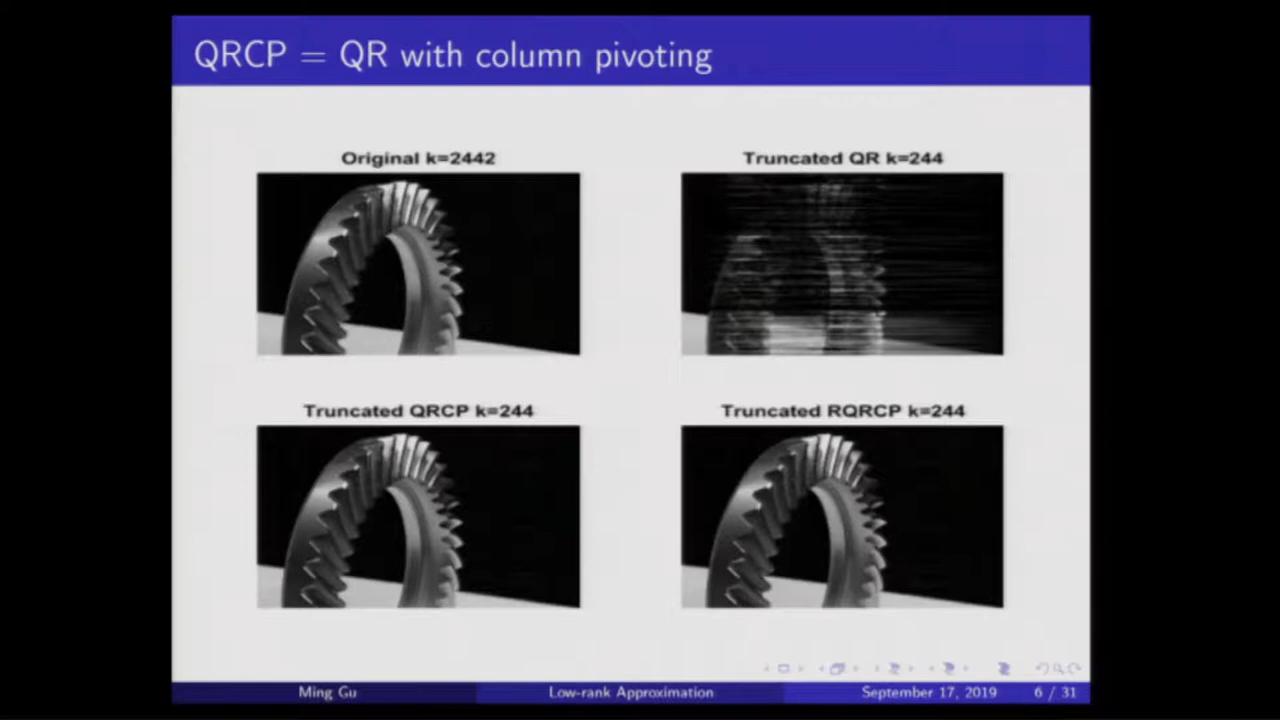 QRCP = QR with column pivoting
Original k=2442
Truncated QR k=244
Truncated QRCP k=244
Truncated RQRCP k=244
Ming Gu
Low-rank Approximation
September 17, 2019
6 / 31